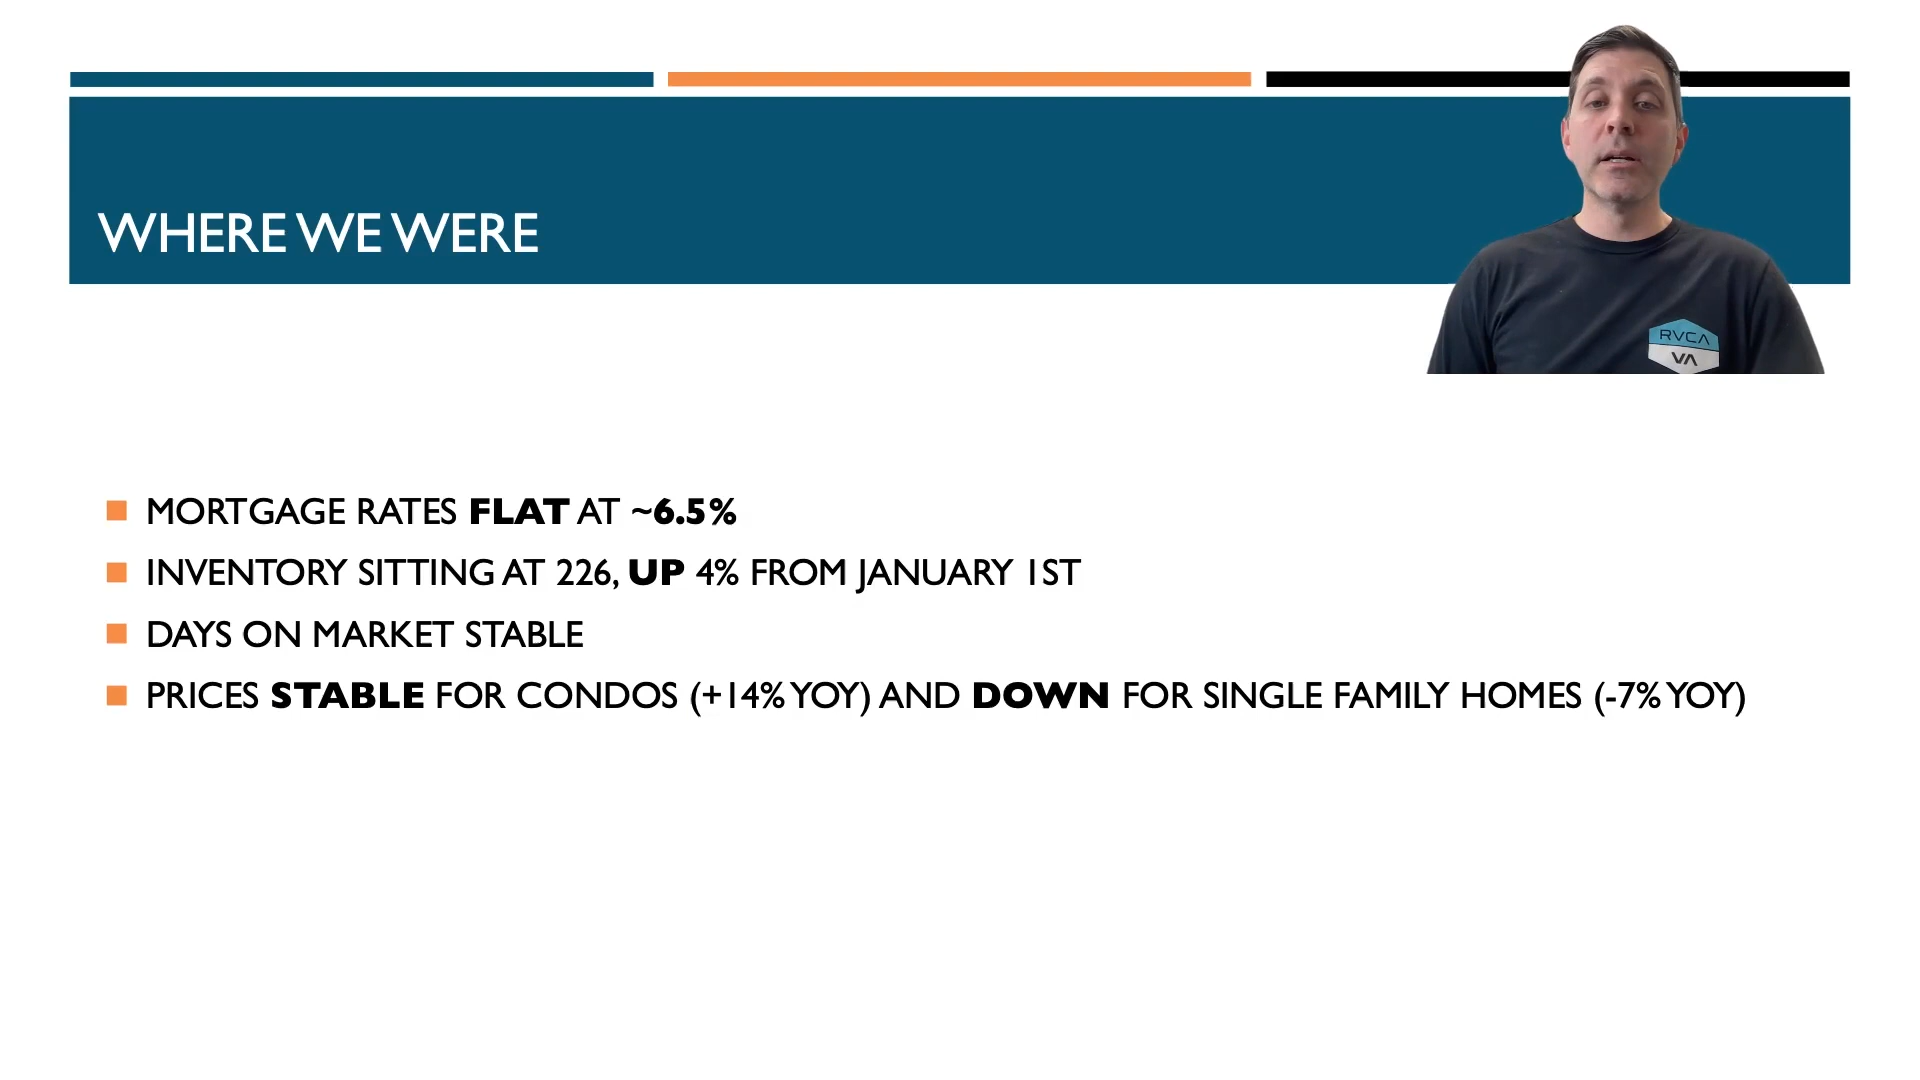 WHERE WE WERE
RVCA
VA
MORTGAGE RATES FLAT AT ~6.5%
INVENTORY SITTING AT 226, UP 4% FROM JANUARY 1ST
DAYS ON MARKET STABLE
PRICES STABLE FOR CONDOS (+14% YOY) AND DOWN FOR SINGLE FAMILY HOMES (-7% YOY)